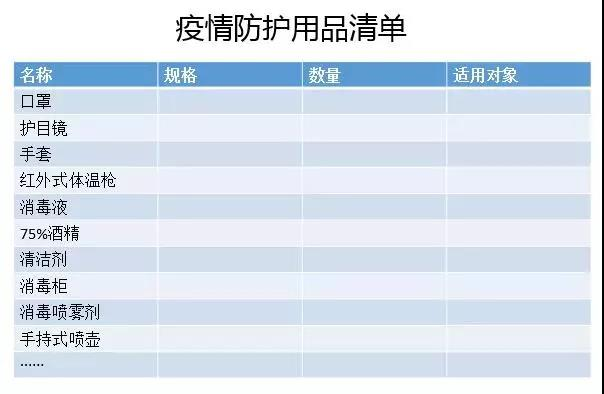 疫情防护用品清单
名称 规格 数量 适用对象
口罩
护目镜
手套
红外式体温枪
消毒液
75%酒精
清洁剂
消毒柜
消毒喷雾剂
手持式喷壶
……